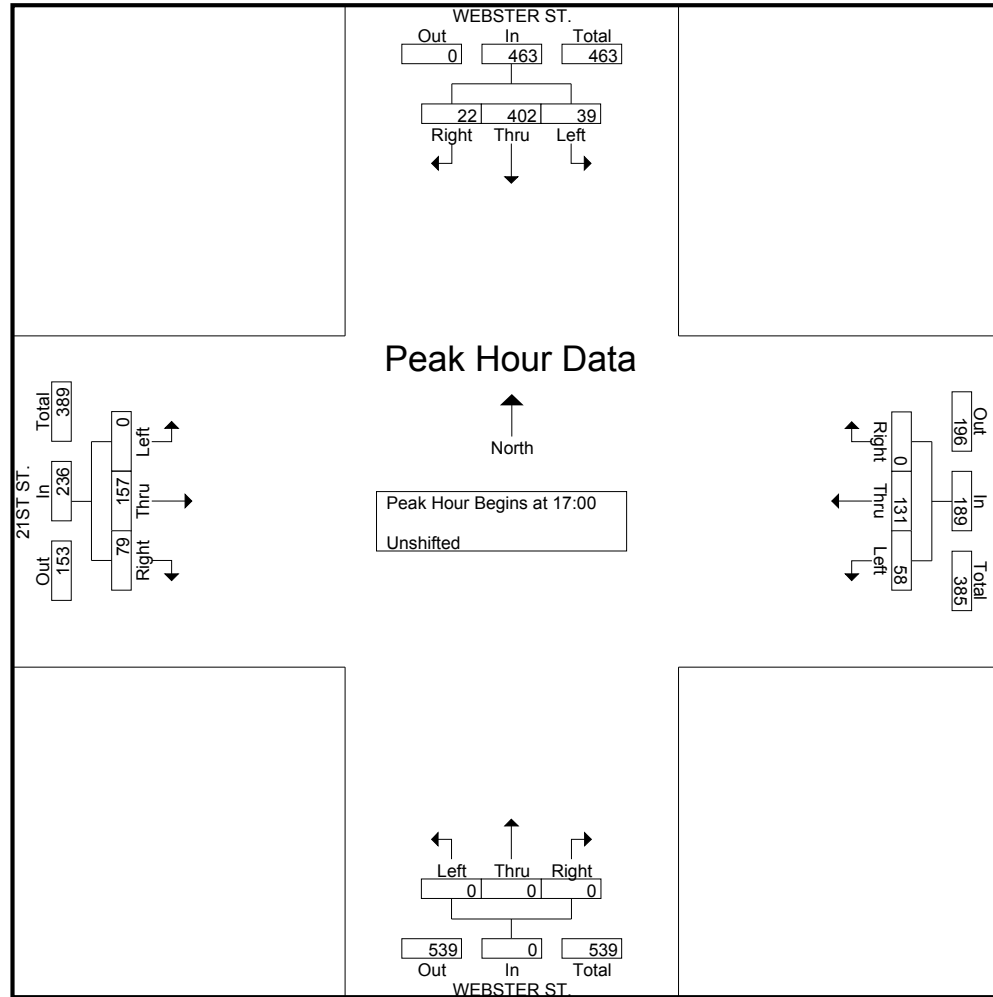 WEBSTER ST.
Out In Total
0 463 463
22 402 39
Right Thru Left
Peak Hour Data
North
Peak Hour Begins at 17:00
Unshifted
21ST ST.
Total In Out
389 236 153
0 157 79
Left Thru Right
Right Thru Left
0 131 58
Out In Total
196 189 385
Left Thru Right
0 0 0
539 0 539
Out In Total
WEBSTER ST.